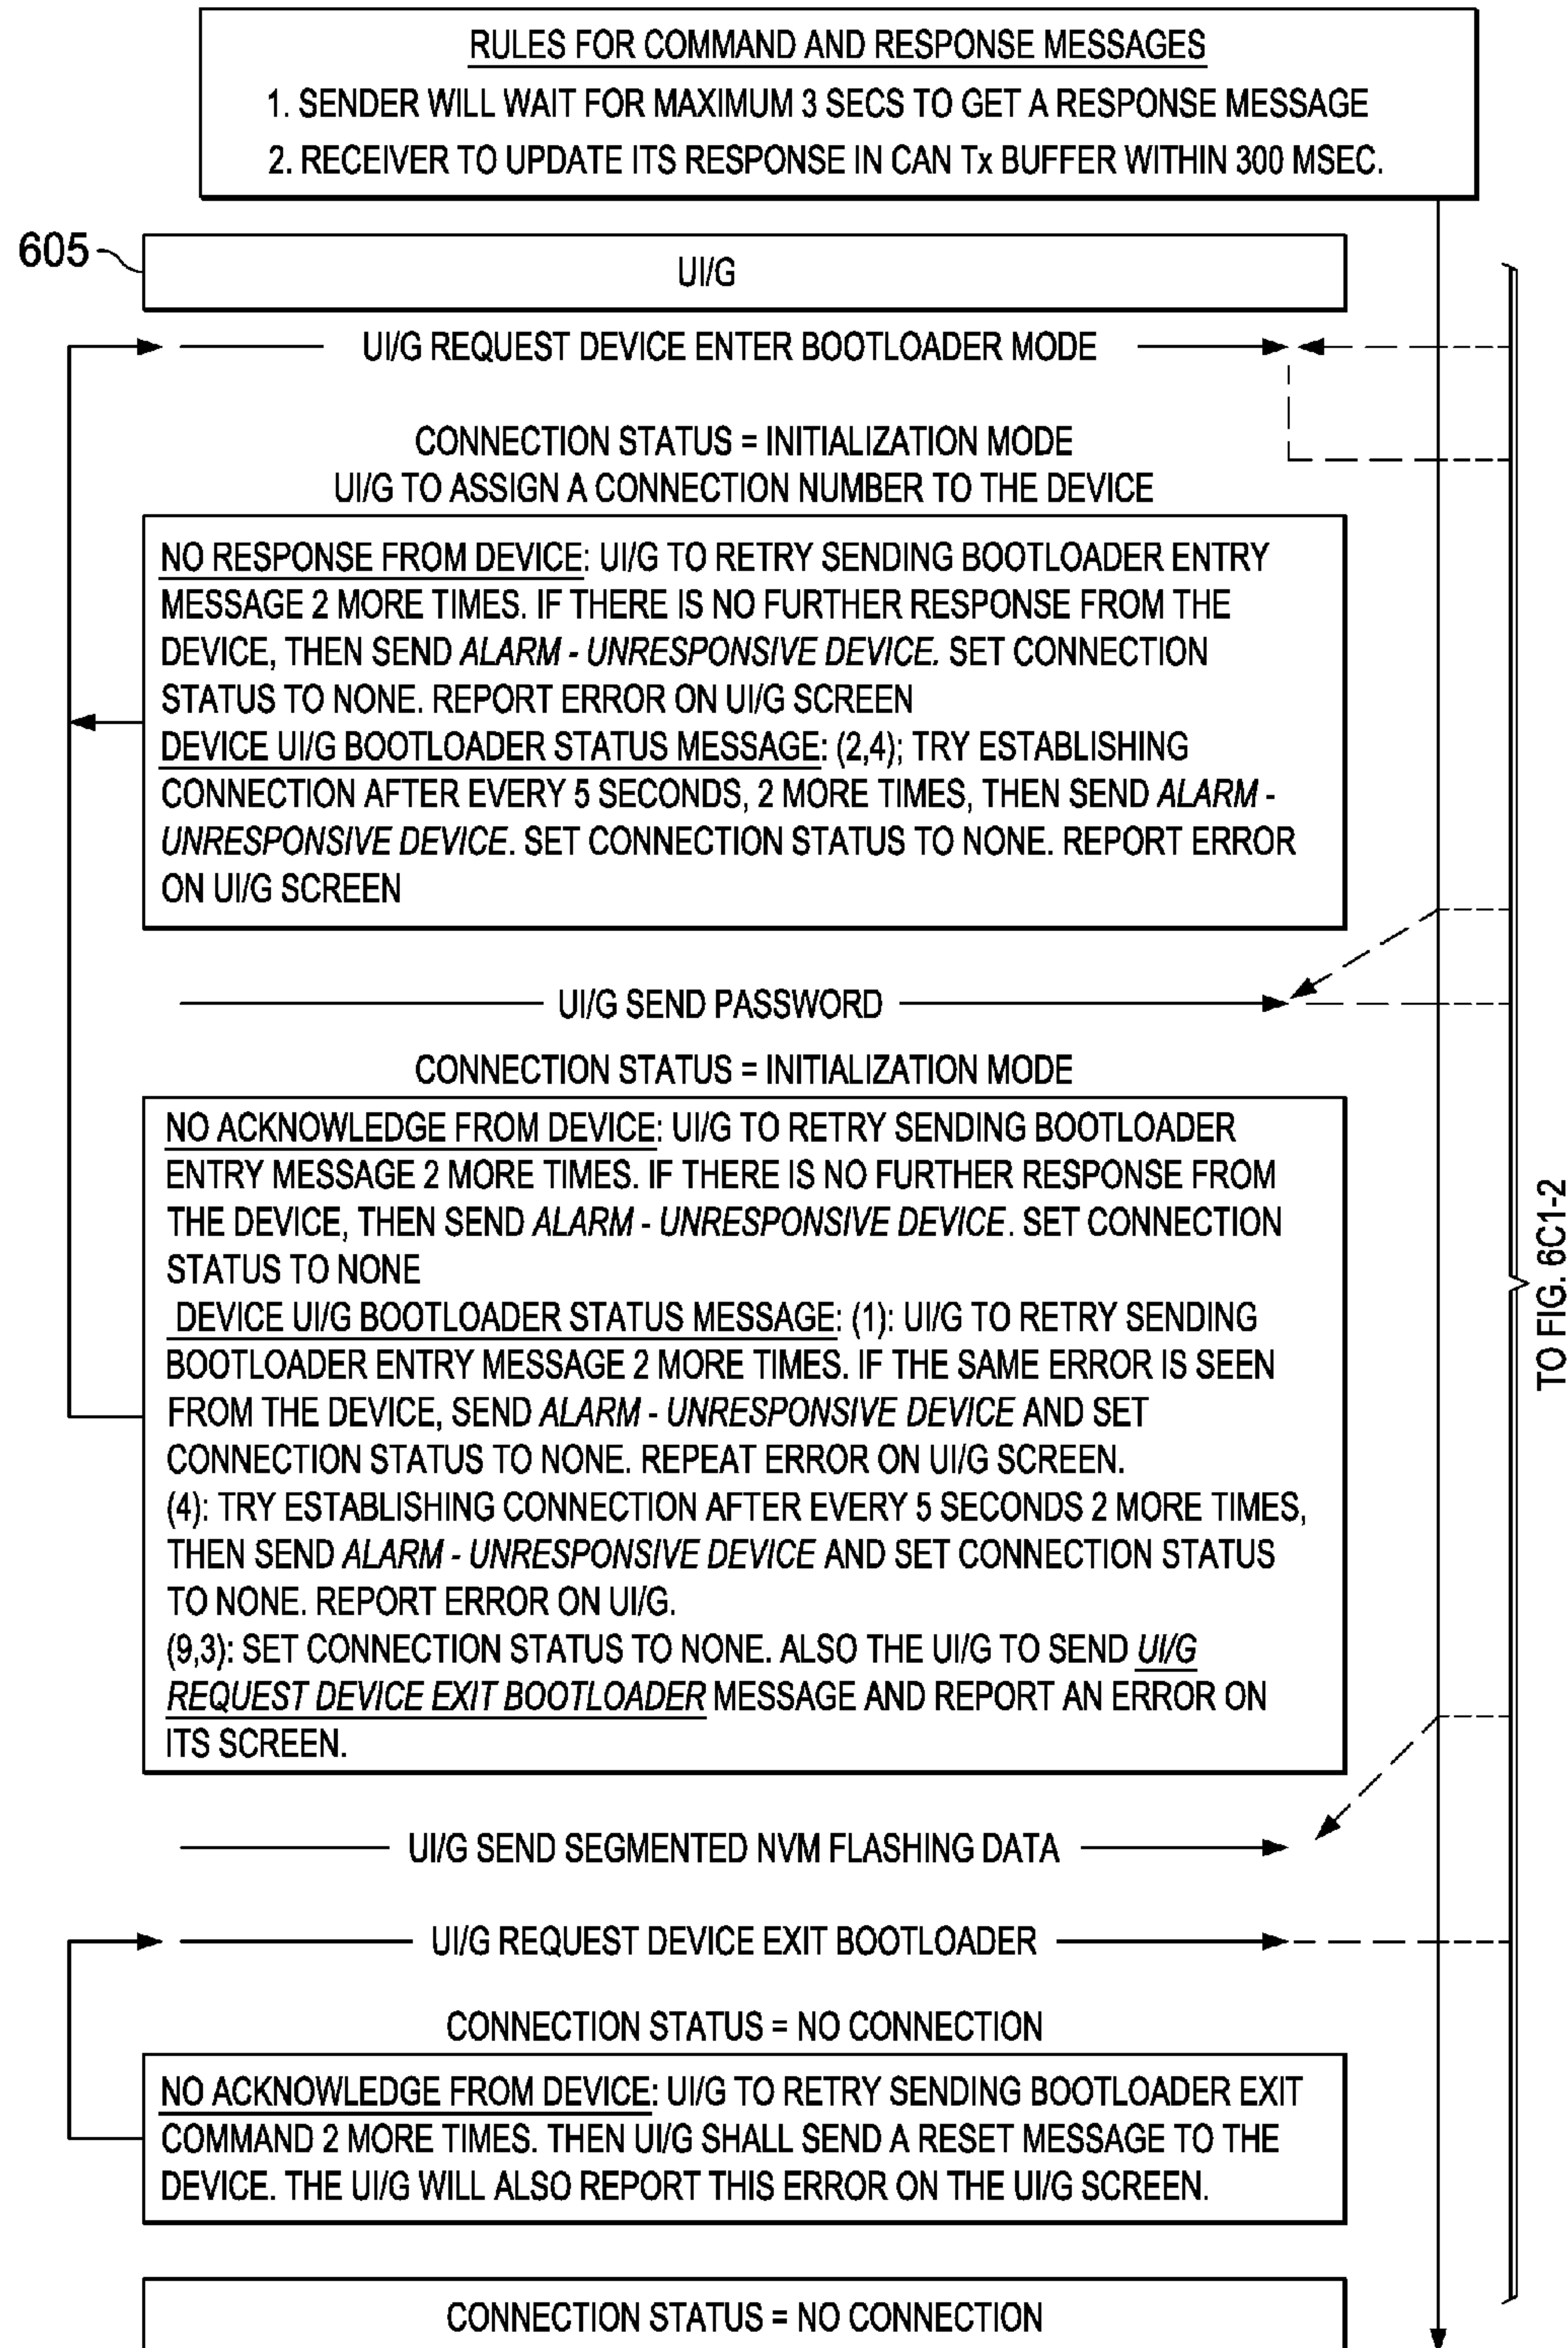 RULES FOR COMMAND AND RESPONSE MESSAGES
1. SENDER WILL WAIT FOR MAXIMUM 3 SECS TO GET A RESPONSE MESSAGE
2. RECEIVER TO UPDATE ITS RESPONSE IN CAN Tx BUFFER WITHIN 300 MSEC.
605
UI/G
UI/G REQUEST DEVICE ENTER BOOTLOADER MODE
CONNECTION STATUS = INITIALIZATION MODE
UI/G TO ASSIGN A CONNECTION NUMBER TO THE DEVICE
NO RESPONSE FROM DEVICE: UI/G TO RETRY SENDING BOOTLOADER ENTRY
MESSAGE 2 MORE TIMES. IF THERE IS NO FURTHER RESPONSE FROM THE
DEVICE, THEN SEND ALARM - UNRESPONSIVE DEVICE. SET CONNECTION
STATUS TO NONE. REPORT ERROR ON UI/G SCREEN
DEVICE UI/G BOOTLOADER STATUS MESSAGE: (2,4); TRY ESTABLISHING
CONNECTION AFTER EVERY 5 SECONDS, 2 MORE TIMES, THEN SEND ALARM -
UNRESPONSIVE DEVICE. SET CONNECTION STATUS TO NONE. REPORT ERROR
ON UI/G SCREEN
UI/G SEND PASSWORD
CONNECTION STATUS = INITIALIZATION MODE
NO ACKNOWLEDGE FROM DEVICE: UI/G TO RETRY SENDING BOOTLOADER
ENTRY MESSAGE 2 MORE TIMES. IF THERE IS NO FURTHER RESPONSE FROM
THE DEVICE, THEN SEND ALARM - UNRESPONSIVE DEVICE. SET CONNECTION
STATUS TO NONE
DEVICE UI/G BOOTLOADER STATUS MESSAGE: (1): UI/G TO RETRY SENDING
BOOTLOADER ENTRY MESSAGE 2 MORE TIMES. IF THE SAME ERROR IS SEEN
FROM THE DEVICE, SEND ALARM - UNRESPONSIVE DEVICE AND SET
CONNECTION STATUS TO NONE. REPEAT ERROR ON UI/G SCREEN.
(4): TRY ESTABLISHING CONNECTION AFTER EVERY 5 SECONDS 2 MORE TIMES,
THEN SEND ALARM - UNRESPONSIVE DEVICE AND SET CONNECTION STATUS
TO NONE. REPORT ERROR ON UI/G.
(9,3): SET CONNECTION STATUS TO NONE. ALSO THE UI/G TO SEND UI/G
REQUEST DEVICE EXIT BOOTLOADER MESSAGE AND REPORT AN ERROR ON
ITS SCREEN.
UI/G SEND SEGMENTED NVM FLASHING DATA
UI/G REQUEST DEVICE EXIT BOOTLOADER
CONNECTION STATUS = NO CONNECTION
NO ACKNOWLEDGE FROM DEVICE: UI/G TO RETRY SENDING BOOTLOADER EXIT
COMMAND 2 MORE TIMES. THEN UI/G SHALL SEND A RESET MESSAGE TO THE
DEVICE. THE UI/G WILL ALSO REPORT THIS ERROR ON THE UI/G SCREEN.
CONNECTION STATUS = NO CONNECTION
TO FIG. 6C1-2